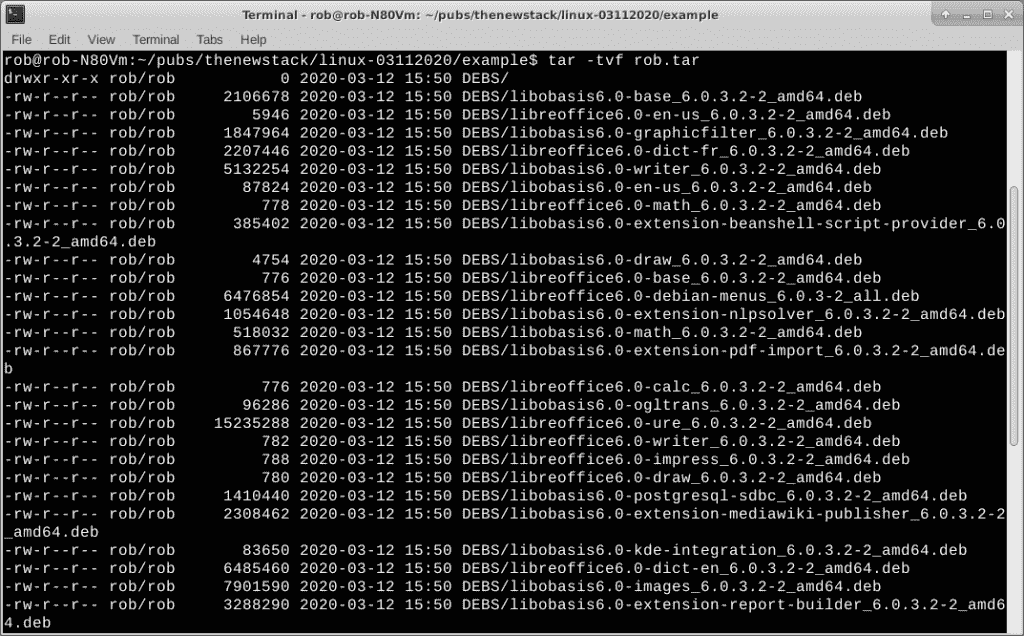 Terminal - rob@rob-N80Vm: ~/pubs/thenewstack/linux-03112020/example
File Edit View Terminal Tabs Help
rob@rob-N80Vm:~/pubs/thenewstack/linux-03112020/example$ tar -tvf rob.tar
drwxr-xr-x rob/rob           0 2020-03-12 15:50 DEBS/
-rw-r--r-- rob/rob     2106678 2020-03-12 15:50 DEBS/libobasis6.0-base_6.0.3.2-2_amd64.deb
-rw-r--r-- rob/rob        5946 2020-03-12 15:50 DEBS/libreoffice6.0-en-us_6.0.3.2-2_amd64.deb
-rw-r--r-- rob/rob     1847964 2020-03-12 15:50 DEBS/libobasis6.0-graphicfilter_6.0.3.2-2_amd64.deb
-rw-r--r-- rob/rob     2207446 2020-03-12 15:50 DEBS/libreoffice6.0-dict-fr_6.0.3.2-2_amd64.deb
-rw-r--r-- rob/rob     5132254 2020-03-12 15:50 DEBS/libobasis6.0-writer_6.0.3.2-2_amd64.deb
-rw-r--r-- rob/rob       87824 2020-03-12 15:50 DEBS/libobasis6.0-en-us_6.0.3.2-2_amd64.deb
-rw-r--r-- rob/rob         778 2020-03-12 15:50 DEBS/libreoffice6.0-math_6.0.3.2-2_amd64.deb
-rw-r--r-- rob/rob      385402 2020-03-12 15:50 DEBS/libobasis6.0-extension-beanshell-script-provider_6.0
.3.2-2_amd64.deb
-rw-r--r-- rob/rob        4754 2020-03-12 15:50 DEBS/libobasis6.0-draw_6.0.3.2-2_amd64.deb
-rw-r--r-- rob/rob         776 2020-03-12 15:50 DEBS/libreoffice6.0-base_6.0.3.2-2_amd64.deb
-rw-r--r-- rob/rob     6476854 2020-03-12 15:50 DEBS/libreoffice6.0-debian-menus_6.0.3-2_all.deb
-rw-r--r-- rob/rob     1054648 2020-03-12 15:50 DEBS/libobasis6.0-extension-nlpsolver_6.0.3.2-2_amd64.deb
-rw-r--r-- rob/rob      518032 2020-03-12 15:50 DEBS/libobasis6.0-math_6.0.3.2-2_amd64.deb
-rw-r--r-- rob/rob      867776 2020-03-12 15:50 DEBS/libobasis6.0-extension-pdf-import_6.0.3.2-2_amd64.de
b
-rw-r--r-- rob/rob         776 2020-03-12 15:50 DEBS/libreoffice6.0-calc_6.0.3.2-2_amd64.deb
-rw-r--r-- rob/rob       96286 2020-03-12 15:50 DEBS/libobasis6.0-ogltrans_6.0.3.2-2_amd64.deb
-rw-r--r-- rob/rob    15235288 2020-03-12 15:50 DEBS/libreoffice6.0-ure_6.0.3.2-2_amd64.deb
-rw-r--r-- rob/rob         782 2020-03-12 15:50 DEBS/libreoffice6.0-writer_6.0.3.2-2_amd64.deb
-rw-r--r-- rob/rob         788 2020-03-12 15:50 DEBS/libreoffice6.0-impress_6.0.3.2-2_amd64.deb
-rw-r--r-- rob/rob         780 2020-03-12 15:50 DEBS/libreoffice6.0-draw_6.0.3.2-2_amd64.deb
-rw-r--r-- rob/rob     1410440 2020-03-12 15:50 DEBS/libobasis6.0-postgresql-sdbc_6.0.3.2-2_amd64.deb
-rw-r--r-- rob/rob     2308462 2020-03-12 15:50 DEBS/libobasis6.0-extension-mediawiki-publisher_6.0.3.2-2
_amd64.deb
-rw-r--r-- rob/rob       83650 2020-03-12 15:50 DEBS/libobasis6.0-kde-integration_6.0.3.2-2_amd64.deb
-rw-r--r-- rob/rob     6485460 2020-03-12 15:50 DEBS/libreoffice6.0-dict-en_6.0.3.2-2_amd64.deb
-rw-r--r-- rob/rob     7901590 2020-03-12 15:50 DEBS/libobasis6.0-images_6.0.3.2-2_amd64.deb
-rw-r--r-- rob/rob     3288290 2020-03-12 15:50 DEBS/libobasis6.0-extension-report-builder_6.0.3.2-2_amd6
4.deb